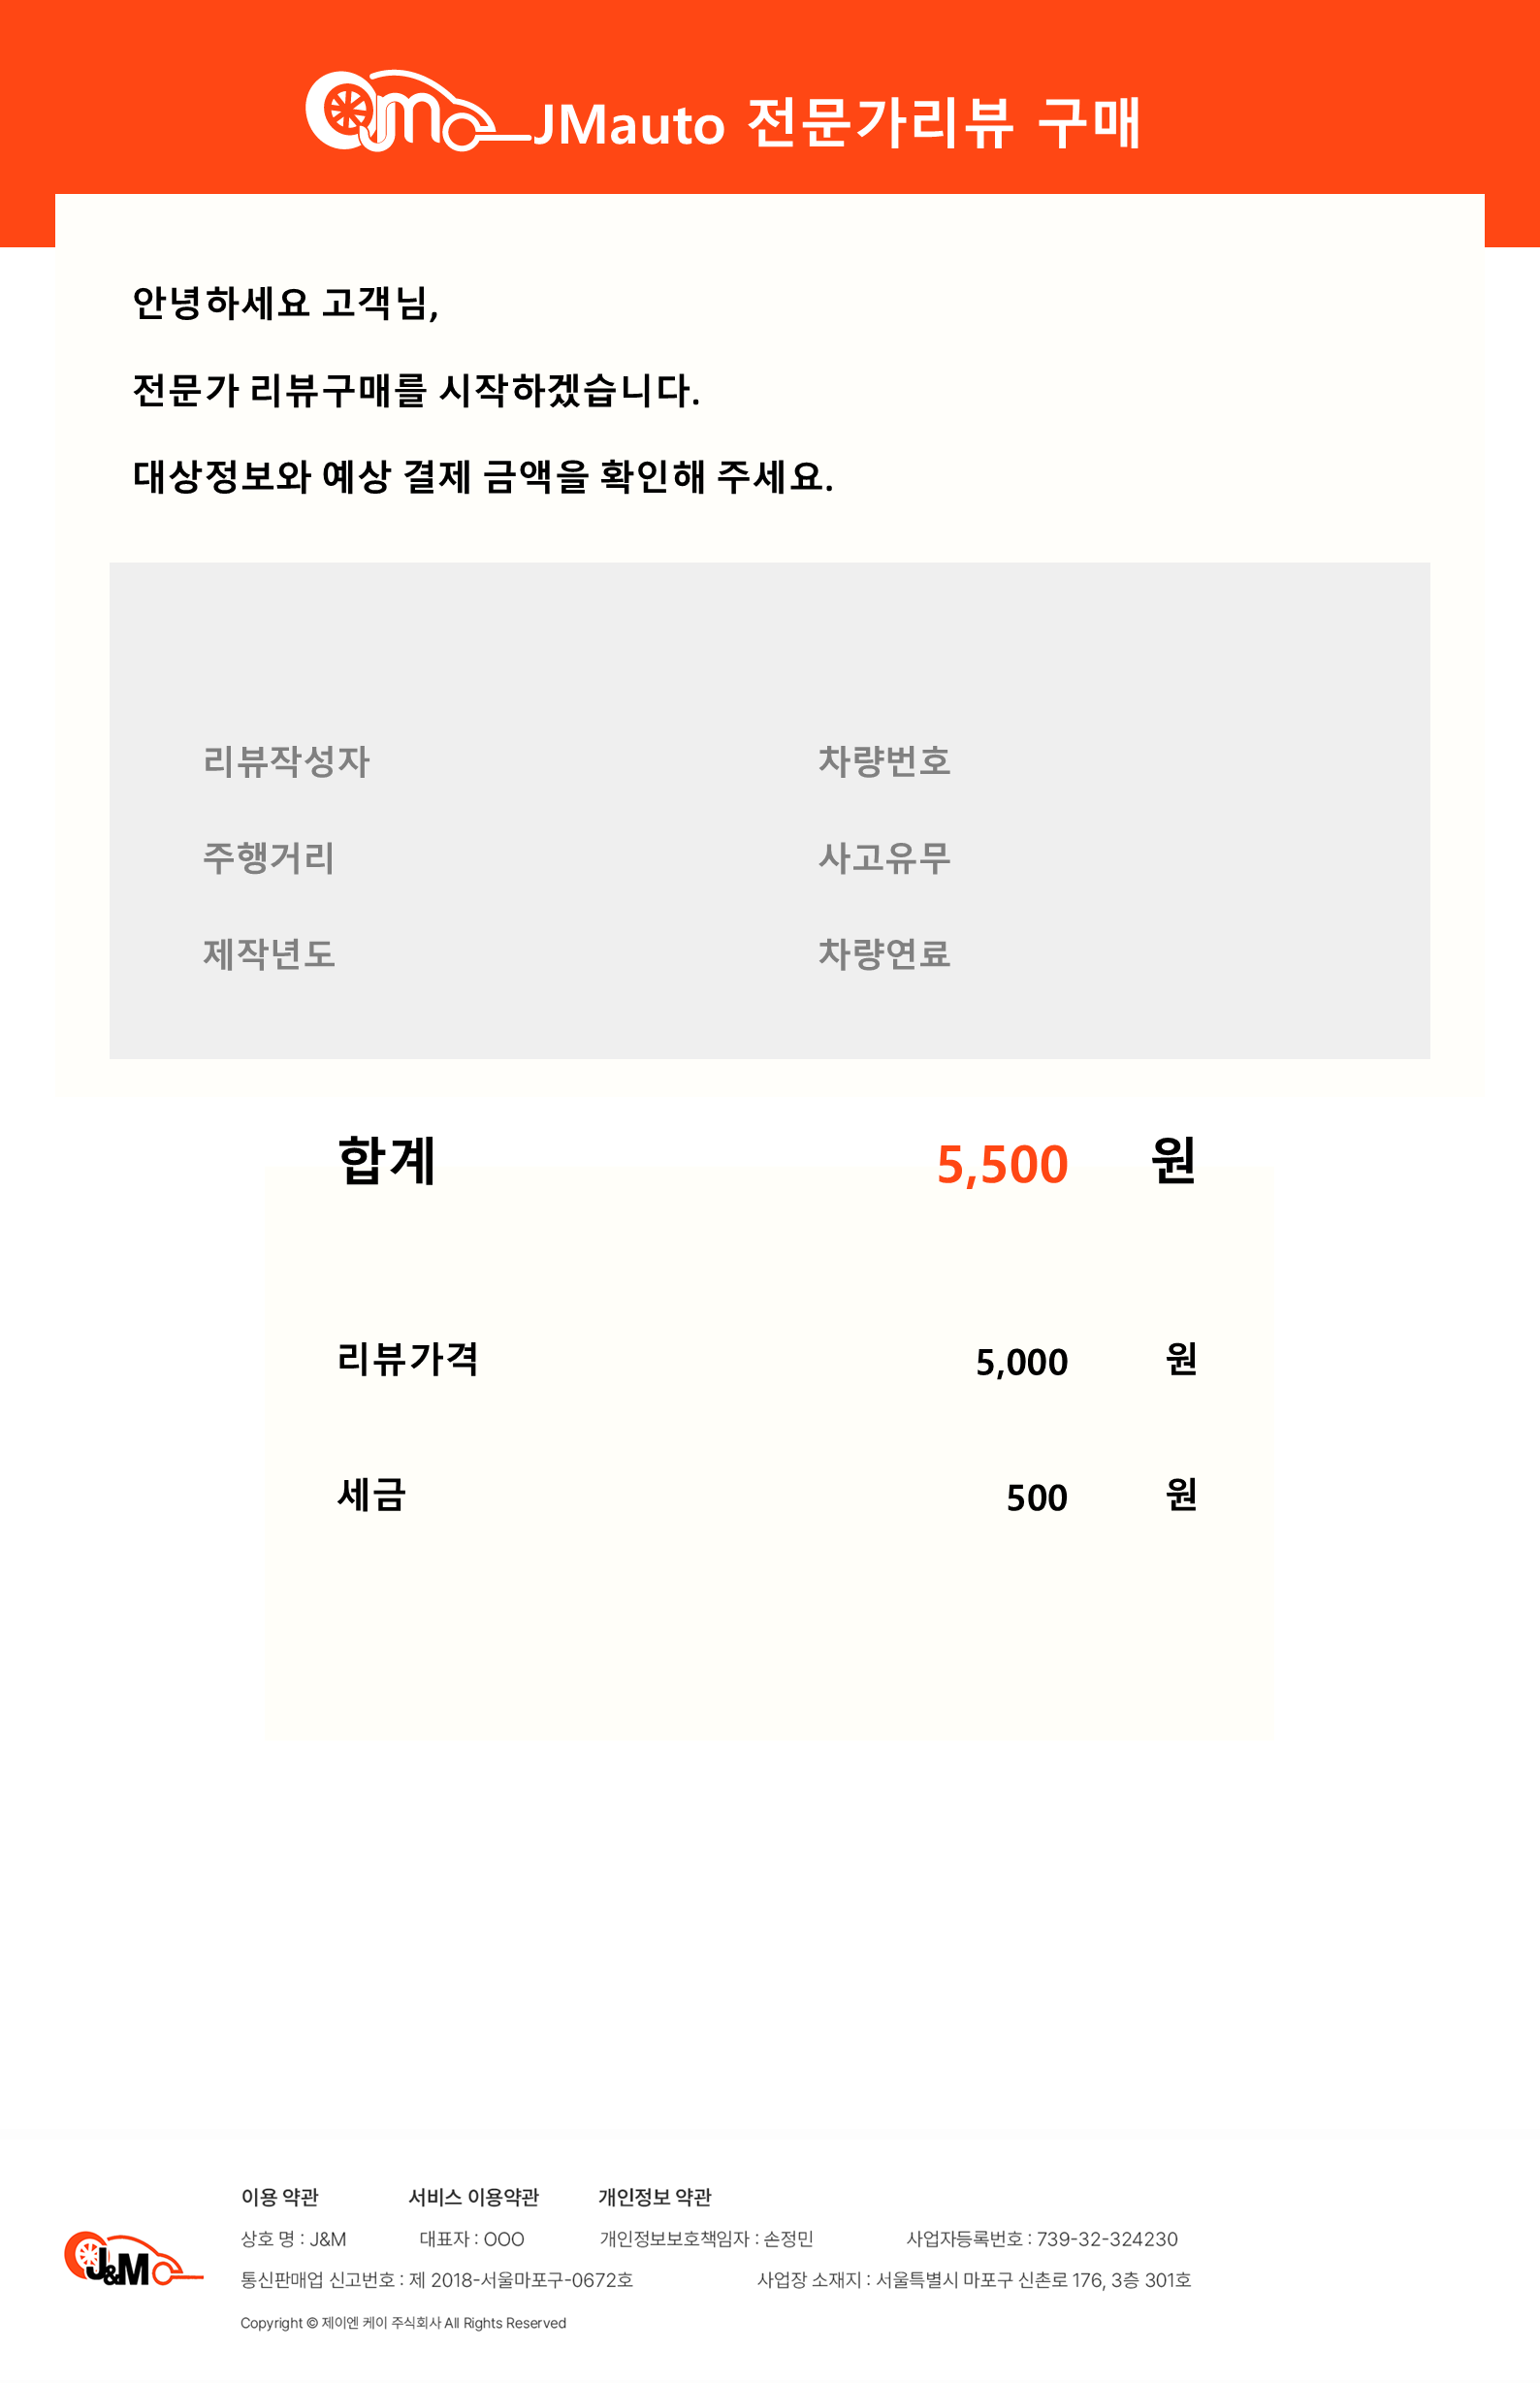 JMauto 전문가리뷰 구매
안녕하세요 고객님,
전문가 리뷰구매를 시작하겠습니다.
대상정보와 예상 결제 금액을 확인해 주세요.
리뷰작성자 차량번호
주행거리 사고유무
제작년도 차량연료
합계 5,500 원
리뷰가격 5,000 원
세금 500 원
이용 약관 서비스 이용약관 개인정보 약관
상호 명 : J&M 대표자 : OOO 개인정보보호책임자 : 손정민 사업자등록번호 : 739-32-324230
J&M
통신판매업 신고번호 : 제 2018-서울마포구-0672호 사업장 소재지 : 서울특별시 마포구 신촌로 176, 3층 301호
Copyright © 제이엔 케이 주식회사 All Rights Reserved